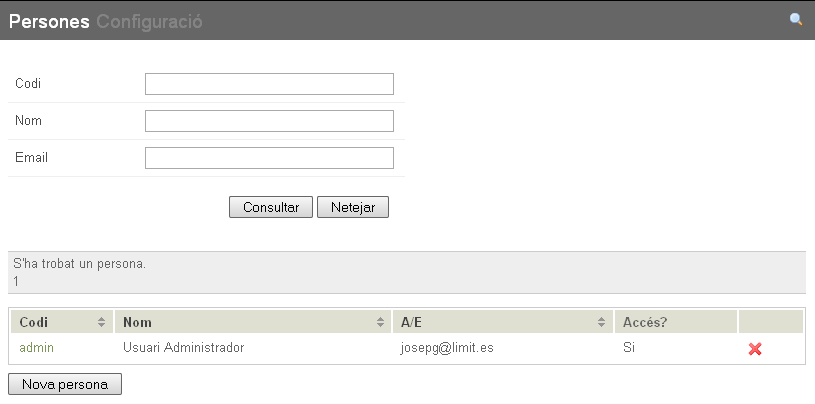 Persones Configuració
Codi
Nom
Email
Consultar Netejar
S'ha trobat un persona.
1
Codi Nom A/E Accés?
admin Usuari Administrador josepg@limit.es Si
Nova persona